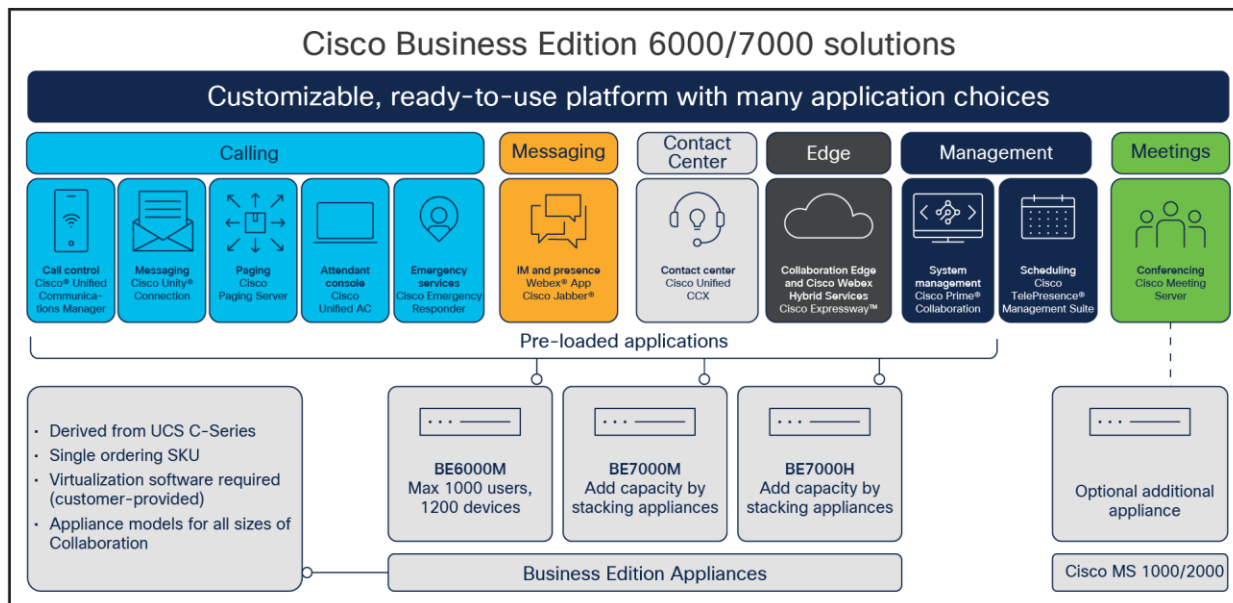 Cisco Business Edition 6000/7000 solutions
Customizable, ready-to-use platform with many application choices
Calling
Messaging
Contact
Center
Edge
Management
Meetings
Call control
Cisco® Unified
Communica-
tions Manager
Messaging
Cisco Unity®
Connection
Paging
Cisco
Paging Server
Attendant
console
Cisco
Unified AC
Emergency
services
Cisco Emergency
Responder
IM and presence
Webex® App
Cisco Jabber®
Contact center
Cisco Unified
CCX
Collaboration Edge
and Cisco Webex
Hybrid Services
Cisco Expressway™
System
management
Cisco Prime®
Collaboration
Scheduling
Cisco
TelePresence®
Management Suite
Conferencing
Cisco Meeting
Server
Pre-loaded applications
· Derived from UCS C-Series
· Single ordering SKU
· Virtualization software required
(customer-provided)
· Appliance models for all sizes of
Collaboration
BE6000M
Max 1000 users,
1200 devices
BE7000M
Add capacity by
stacking appliances
BE7000H
Add capacity by
stacking appliances
Optional additional
appliance
Business Edition Appliances
Cisco MS 1000/2000